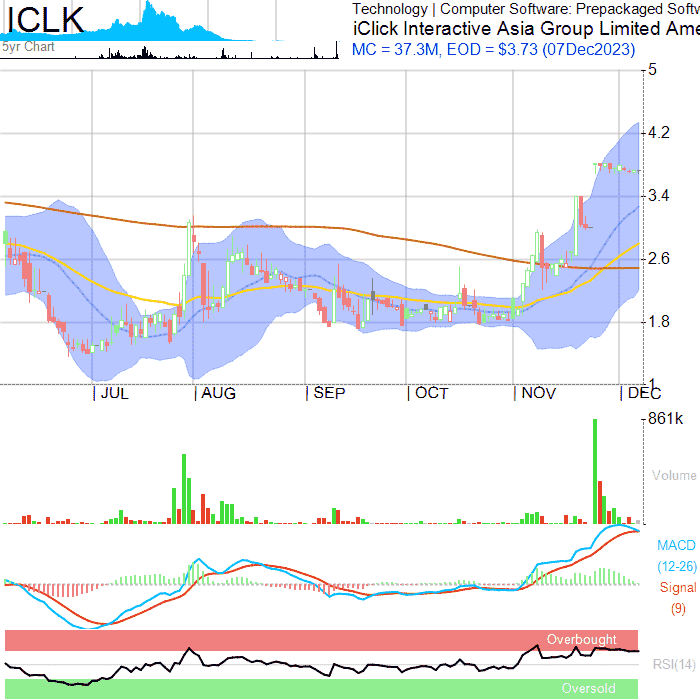 ICLK
5yr Chart
Technology | Computer Software: Prepackaged Softw
iClick Interactive Asia Group Limited Ame
MC = 37.3M, EOD = $3.73 (07Dec2023)
5
4.2
3.4
2.6
1.8
1
JUL AUG SEP OCT NOV DEC
861k
Volume
MACD
(12-26)
Signal
(9)
Overbought
RSI(14)
Oversold